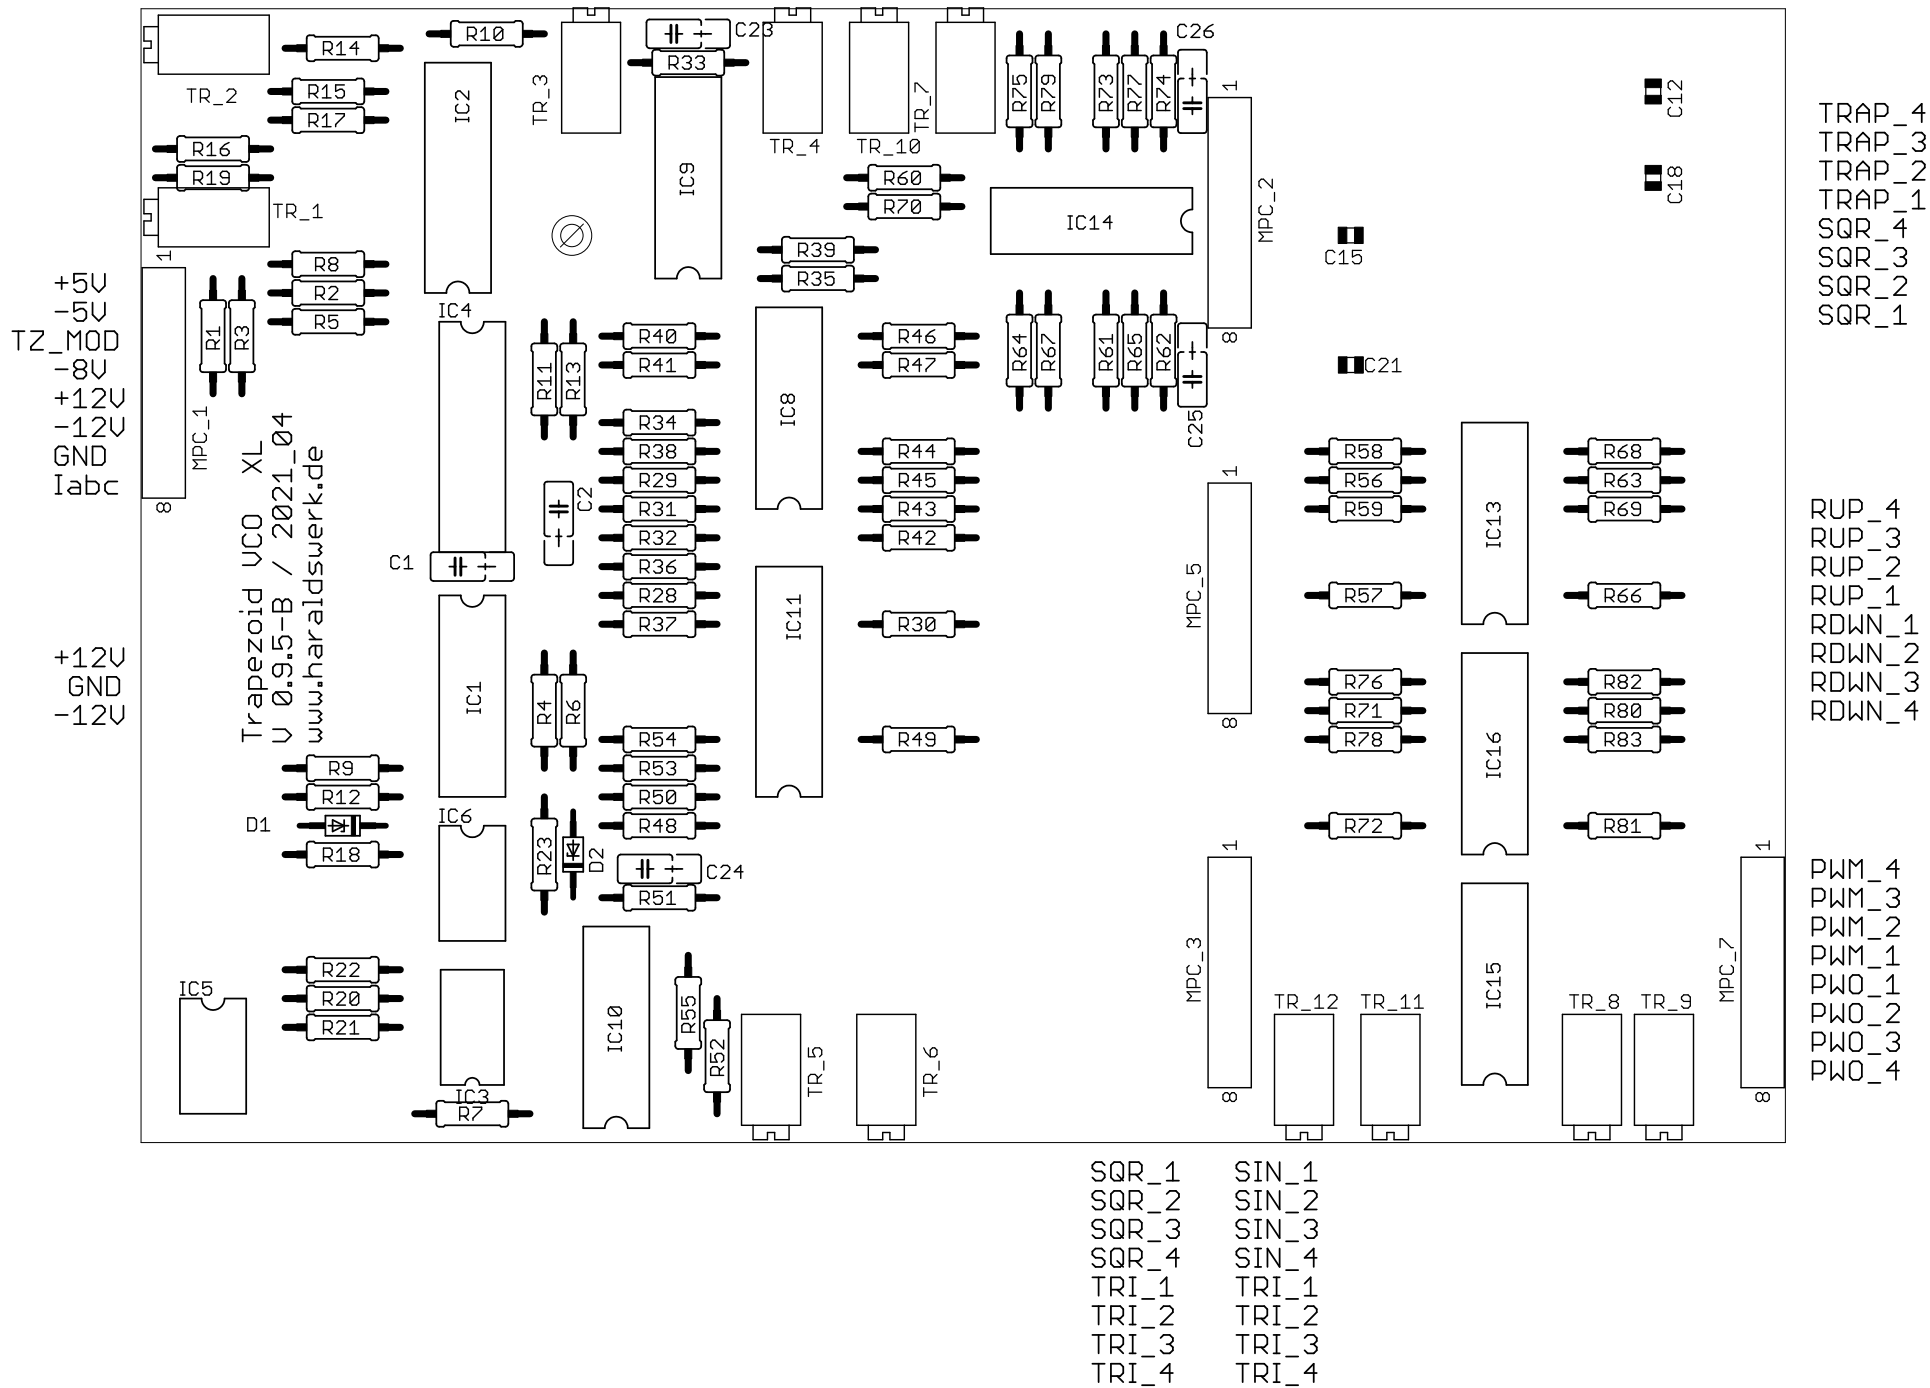 C23
C26
R10
R14
R33
TR_3
TR_7
R75
R79
R73
R77
R74
1
C12
TR_2
R15
IC2
R17
TRAP_4
TRAP_3
TRAP_2
TRAP_1
SQR_4
SQR_3
SQR_2
SQR_1
R16
TR_4
TR_10
R19
IC9
R60
C18
TR_1
R70
IC14
MPC_2
1
R8
R39
C15
R35
+5V
-5V
TZ_MOD
-8V
+12V
-12V
GND
Iabc
R2
R5
IC4
R1
R3
R40
R46
R41
R47
R11
R13
R64
R67
R61
R65
R62
8
C21
MPC_1
IC8
C25
R34
R38
R44
R58
R68
R29
R45
R56
R63
R31
R43
R59
R69
R32
R42
8
C2
1
IC13
C1
R36
R28
R37
IC11
R30
MPC_5
R57
R66
RUP_4
RUP_3
RUP_2
RUP_1
RDWN_1
RDWN_2
RDWN_3
RDWN_4
Trapezoid VCO XL
V 0.9.5-B / 2021_04
www.haraldswerk.de
+12V
GND
-12V
IC1
R4
R6
R76
R82
R71
R80
8
R54
R49
R78
R83
IC16
R9
R53
R12
R50
D1
IC6
R48
R72
R81
R18
R23
D2
C24
R51
1
1
PWM_4
PWM_3
PWM_2
PWM_1
PWO_1
PWO_2
PWO_3
PWO_4
R22
R20
R21
IC5
MPC_3
IC15
MPC_7
TR_12
TR_11
TR_8
TR_9
IC10
R55
R52
TR_5
TR_6
IC3
R7
8
8
SQR_1 SIN_1
SQR_2 SIN_2
SQR_3 SIN_3
SQR_4 SIN_4
TRI_1 TRI_1
TRI_2 TRI_2
TRI_3 TRI_3
TRI_4 TRI_4